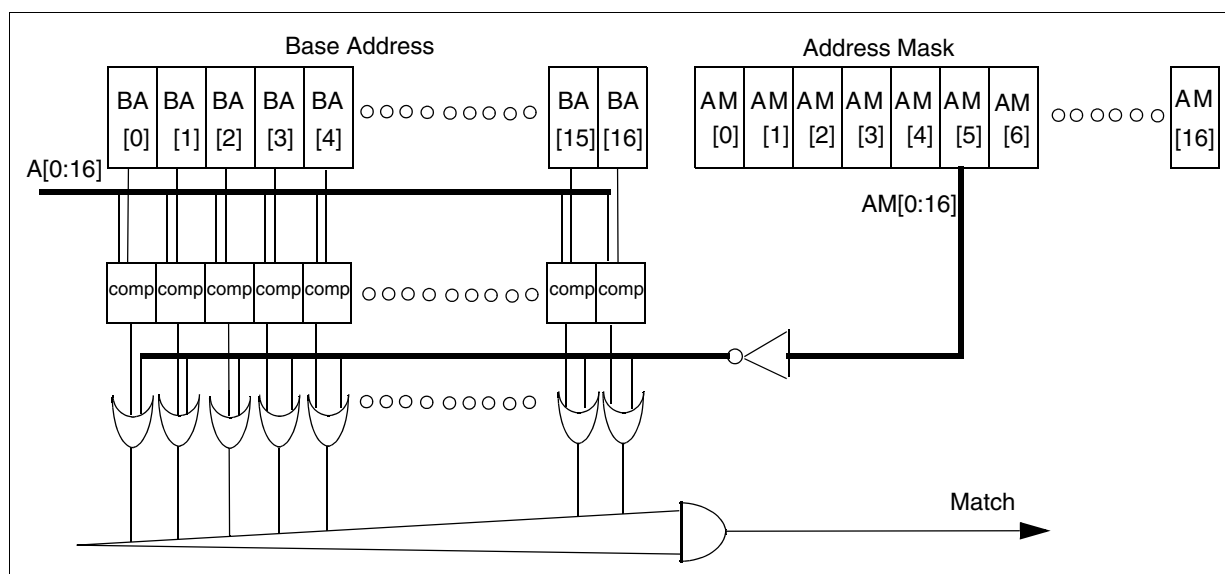 Base Address Address Mask
BA BA BA BA BA BA BA AM AM AM AM AM AM AM AM
[0] [1] [2] [3] [4] [15] [16] [0] [1] [2] [3] [4] [5] [6] [16]
A[0:16]
AM[0:16]
comp comp comp comp comp comp comp
Match